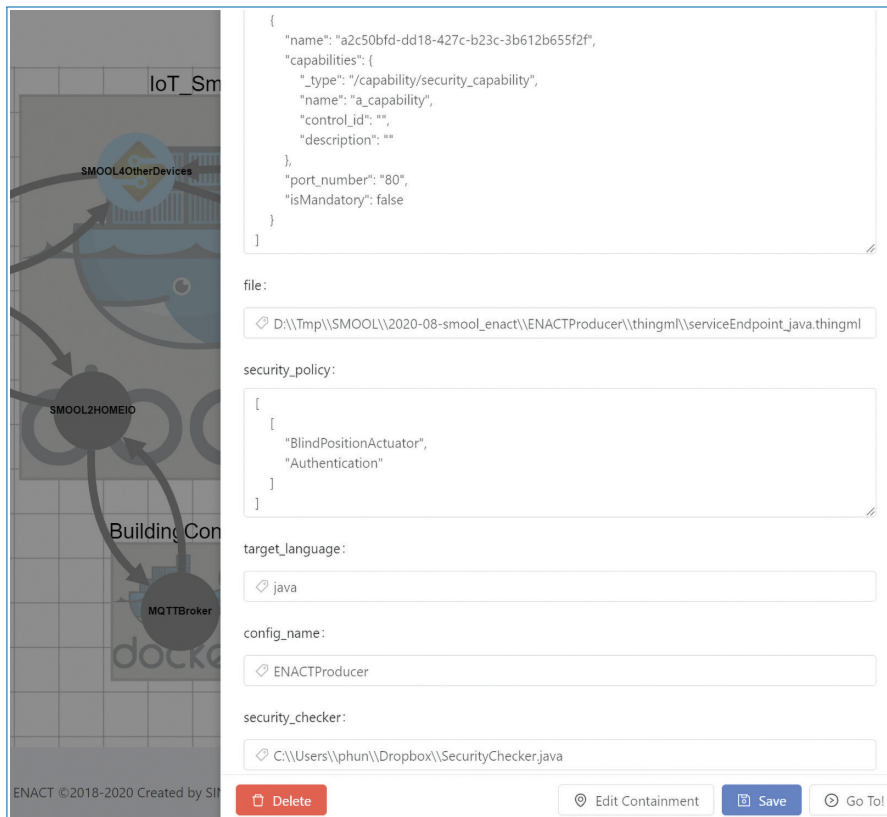 {
"name": "a2c50bfd-dd18-427c-b23c-3b612b655f2f",
"capabilities": {
"_type": "/capability/security_capability",
"name": "a_capability",
"control_id": "",
"description": ""
},
"port_number": "80",
"isMandatory": false
}
]
file:
D:\\Tmp\\SMOOL\\2020-08-smool_enact\\ENACTProducer\\thingml\\serviceEndpoint_java.thingml
security_policy:
[
[
"BlindPositionActuator",
"Authentication"
]
]
target_language:
java
config_name:
ENACTProducer
security_checker:
C:\\Users\\phun\\Dropbox\\SecurityChecker.java
Delete
Edit Containment
Save
Go To!
IoT_Sm
SMOOL4OtherDevices
SMOOL2HOMEIO
BuildingCon
MQTTBroker
docke
ENACT ©2018-2020 Created by SIN